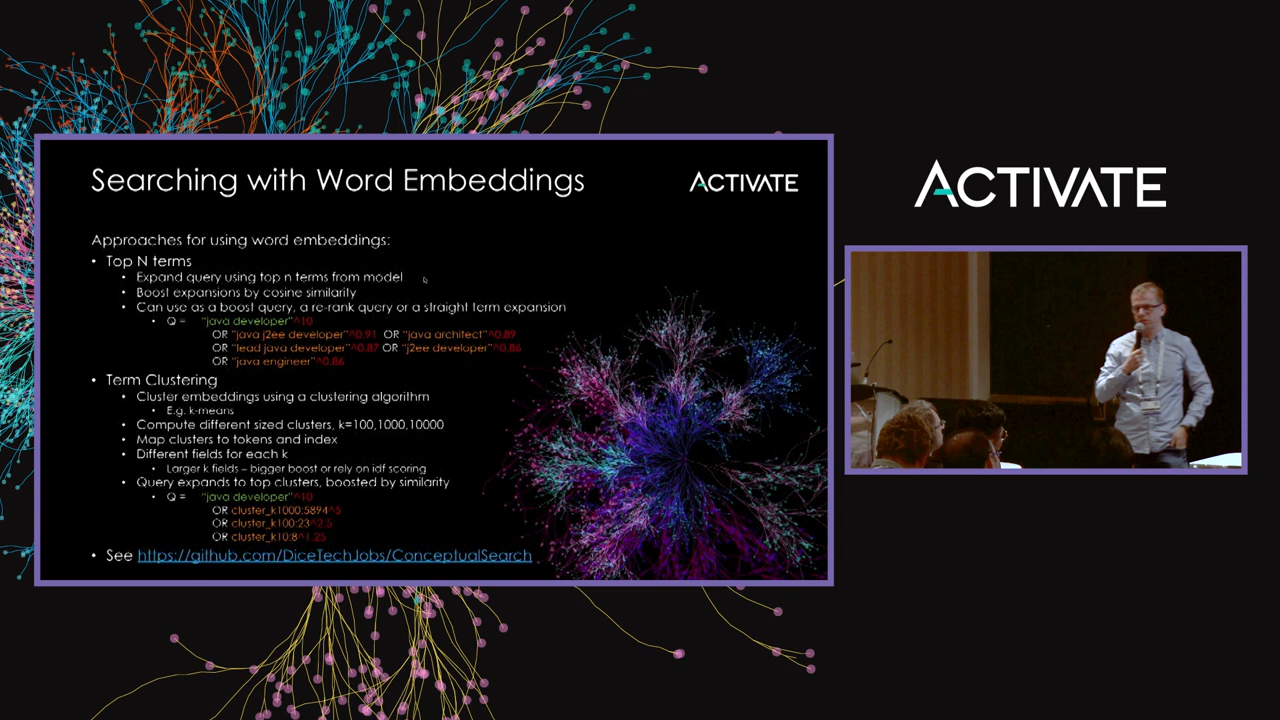 Searching with Word Embeddings
ACTIVATE
Approaches for using word embeddings:
• Top N terms
• Expand query using top n terms from model
• Boost expansions by cosine similarity
• Can use as a boost query, a re-rank query or a straight term expansion
• Q = "java developer"^10
OR "java j2ee developer"^0.91 OR "java architect"^0.89
OR "lead java developer"^0.87 OR "j2ee developer"^0.86
OR "java engineer"^0.86
• Term Clustering
• Cluster embeddings using a clustering algorithm
• E.g. k-means
• Compute different sized clusters, k=100,1000,10000
• Map clusters to tokens and index
• Different fields for each k
• Larger k fields – bigger boost or rely on idf scoring
• Query expands to top clusters, boosted by similarity
• Q = "java developer"^10
OR cluster_k1000:5894^5
OR cluster_k100:23^2.5
OR cluster_k10:8^1.25
• See https://github.com/DiceTechJobs/ConceptualSearch
ACTIVATE